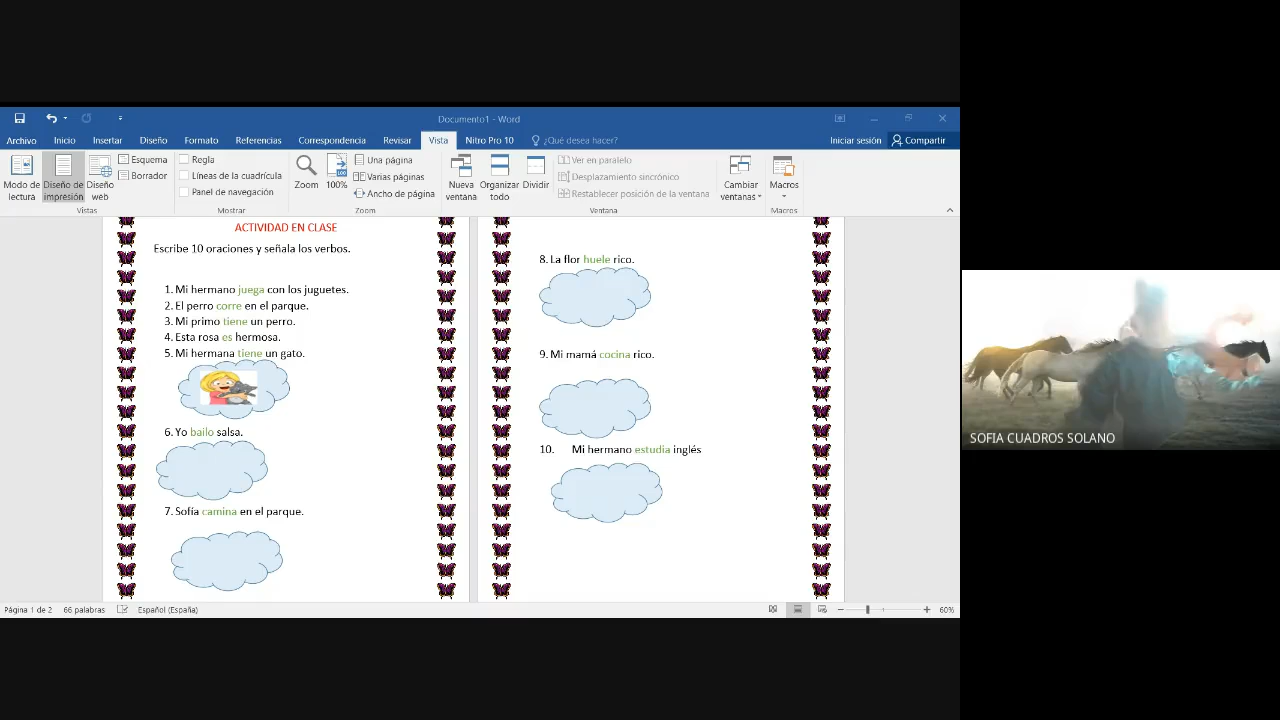 Documento1 - Word
Archivo Inicio Insertar Diseño Formato Referencias Correspondencia Revisar Vista Nitro Pro 10 ¿Qué desea hacer? Iniciar sesión Compartir
Modo de lectura
Diseño de impresión
Diseño web
Esquema
Borrador
Vistas
Regla
Líneas de la cuadrícula
Panel de navegación
Mostrar
Zoom
100%
Una página
Varias páginas
Ancho de página
Zoom
Nueva ventana
Organizar todo
Dividir
Ver en paralelo
Desplazamiento sincrónico
Restablecer posición de la ventana
Ventana
Cambiar ventanas
Macros
Macros
ACTIVIDAD EN CLASE
Escribe 10 oraciones y señala los verbos.
1. Mi hermano juega con los juguetes.
2. El perro corre en el parque.
3. Mi primo tiene un perro.
4. Esta rosa es hermosa.
5. Mi hermana tiene un gato.
6. Yo bailo salsa.
7. Sofía camina en el parque.
8. La flor huele rico.
9. Mi mamá cocina rico.
10. Mi hermano estudia inglés
Página 1 de 2 66 palabras Español (España) 60%
SOFIA CUADROS SOLANO